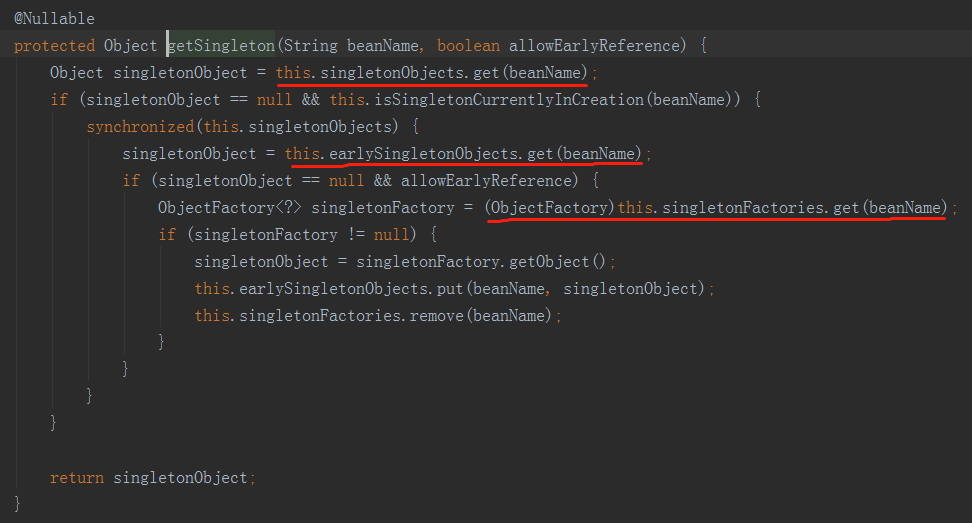 @Nullable
protected Object getSingleton(String beanName, boolean allowEarlyReference) {
    Object singletonObject = this.singletonObjects.get(beanName);
    if (singletonObject == null && this.isSingletonCurrentlyInCreation(beanName)) {
        synchronized(this.singletonObjects) {
            singletonObject = this.earlySingletonObjects.get(beanName);
            if (singletonObject == null && allowEarlyReference) {
                ObjectFactory<?> singletonFactory = (ObjectFactory)this.singletonFactories.get(beanName);
                if (singletonFactory != null) {
                    singletonObject = singletonFactory.getObject();
                    this.earlySingletonObjects.put(beanName, singletonObject);
                    this.singletonFactories.remove(beanName);
                }
            }
        }
    }
    return singletonObject;
}